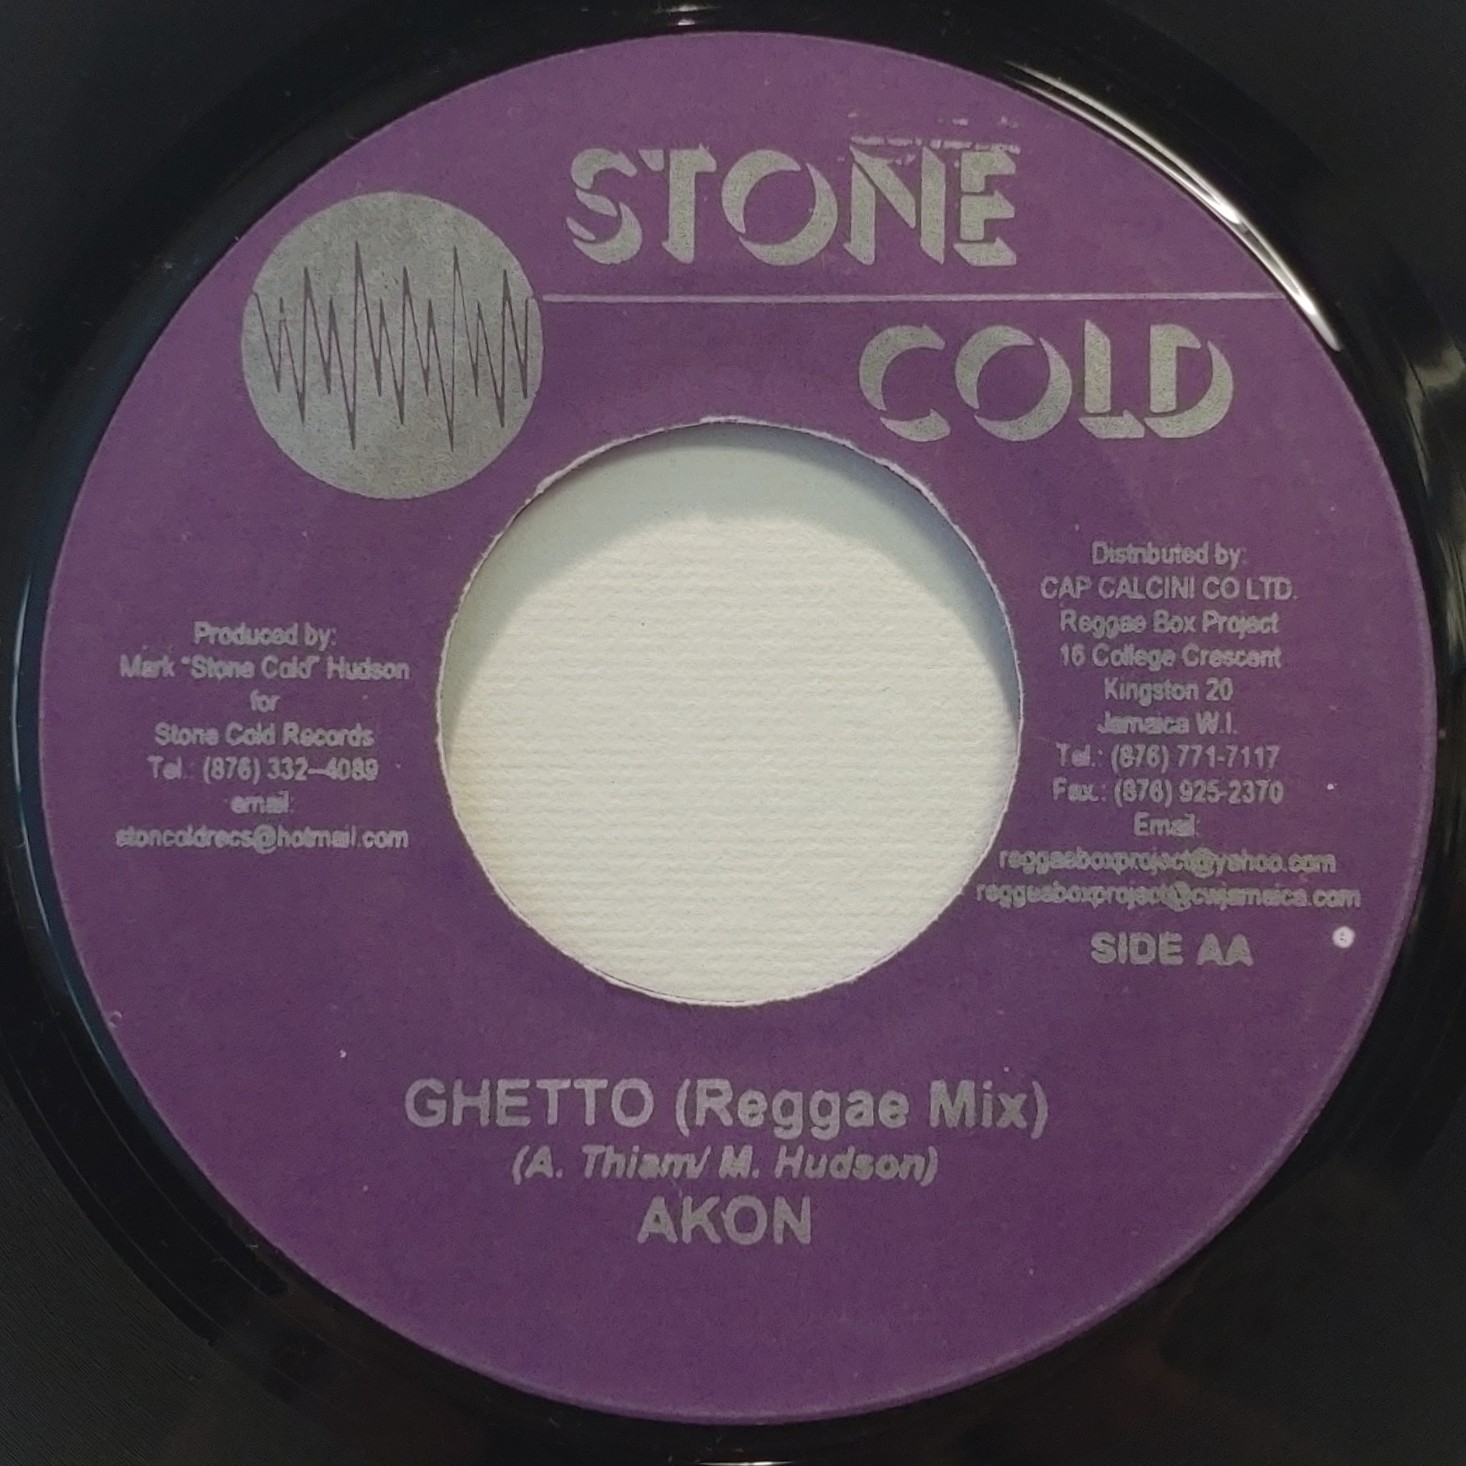 STONE
COLD
Produced by:
Mark "Stone Cold" Hudson
for
Stone Cold Records
Tel.: (876) 332-4089
email:
stoncoldrecs@hotmail.com
Distributed by:
CAP CALCINI CO LTD.
Reggae Box Project
16 College Crescent
Kingston 20
Jamaica W.I.
Tel.: (876) 771-7117
Fax.: (876) 925-2370
Email:
reggaeboxproject@yahoo.com
reggaeboxproject@cwjamaica.com
SIDE AA
GHETTO (Reggae Mix)
(A. Thiam/ M. Hudson)
AKON